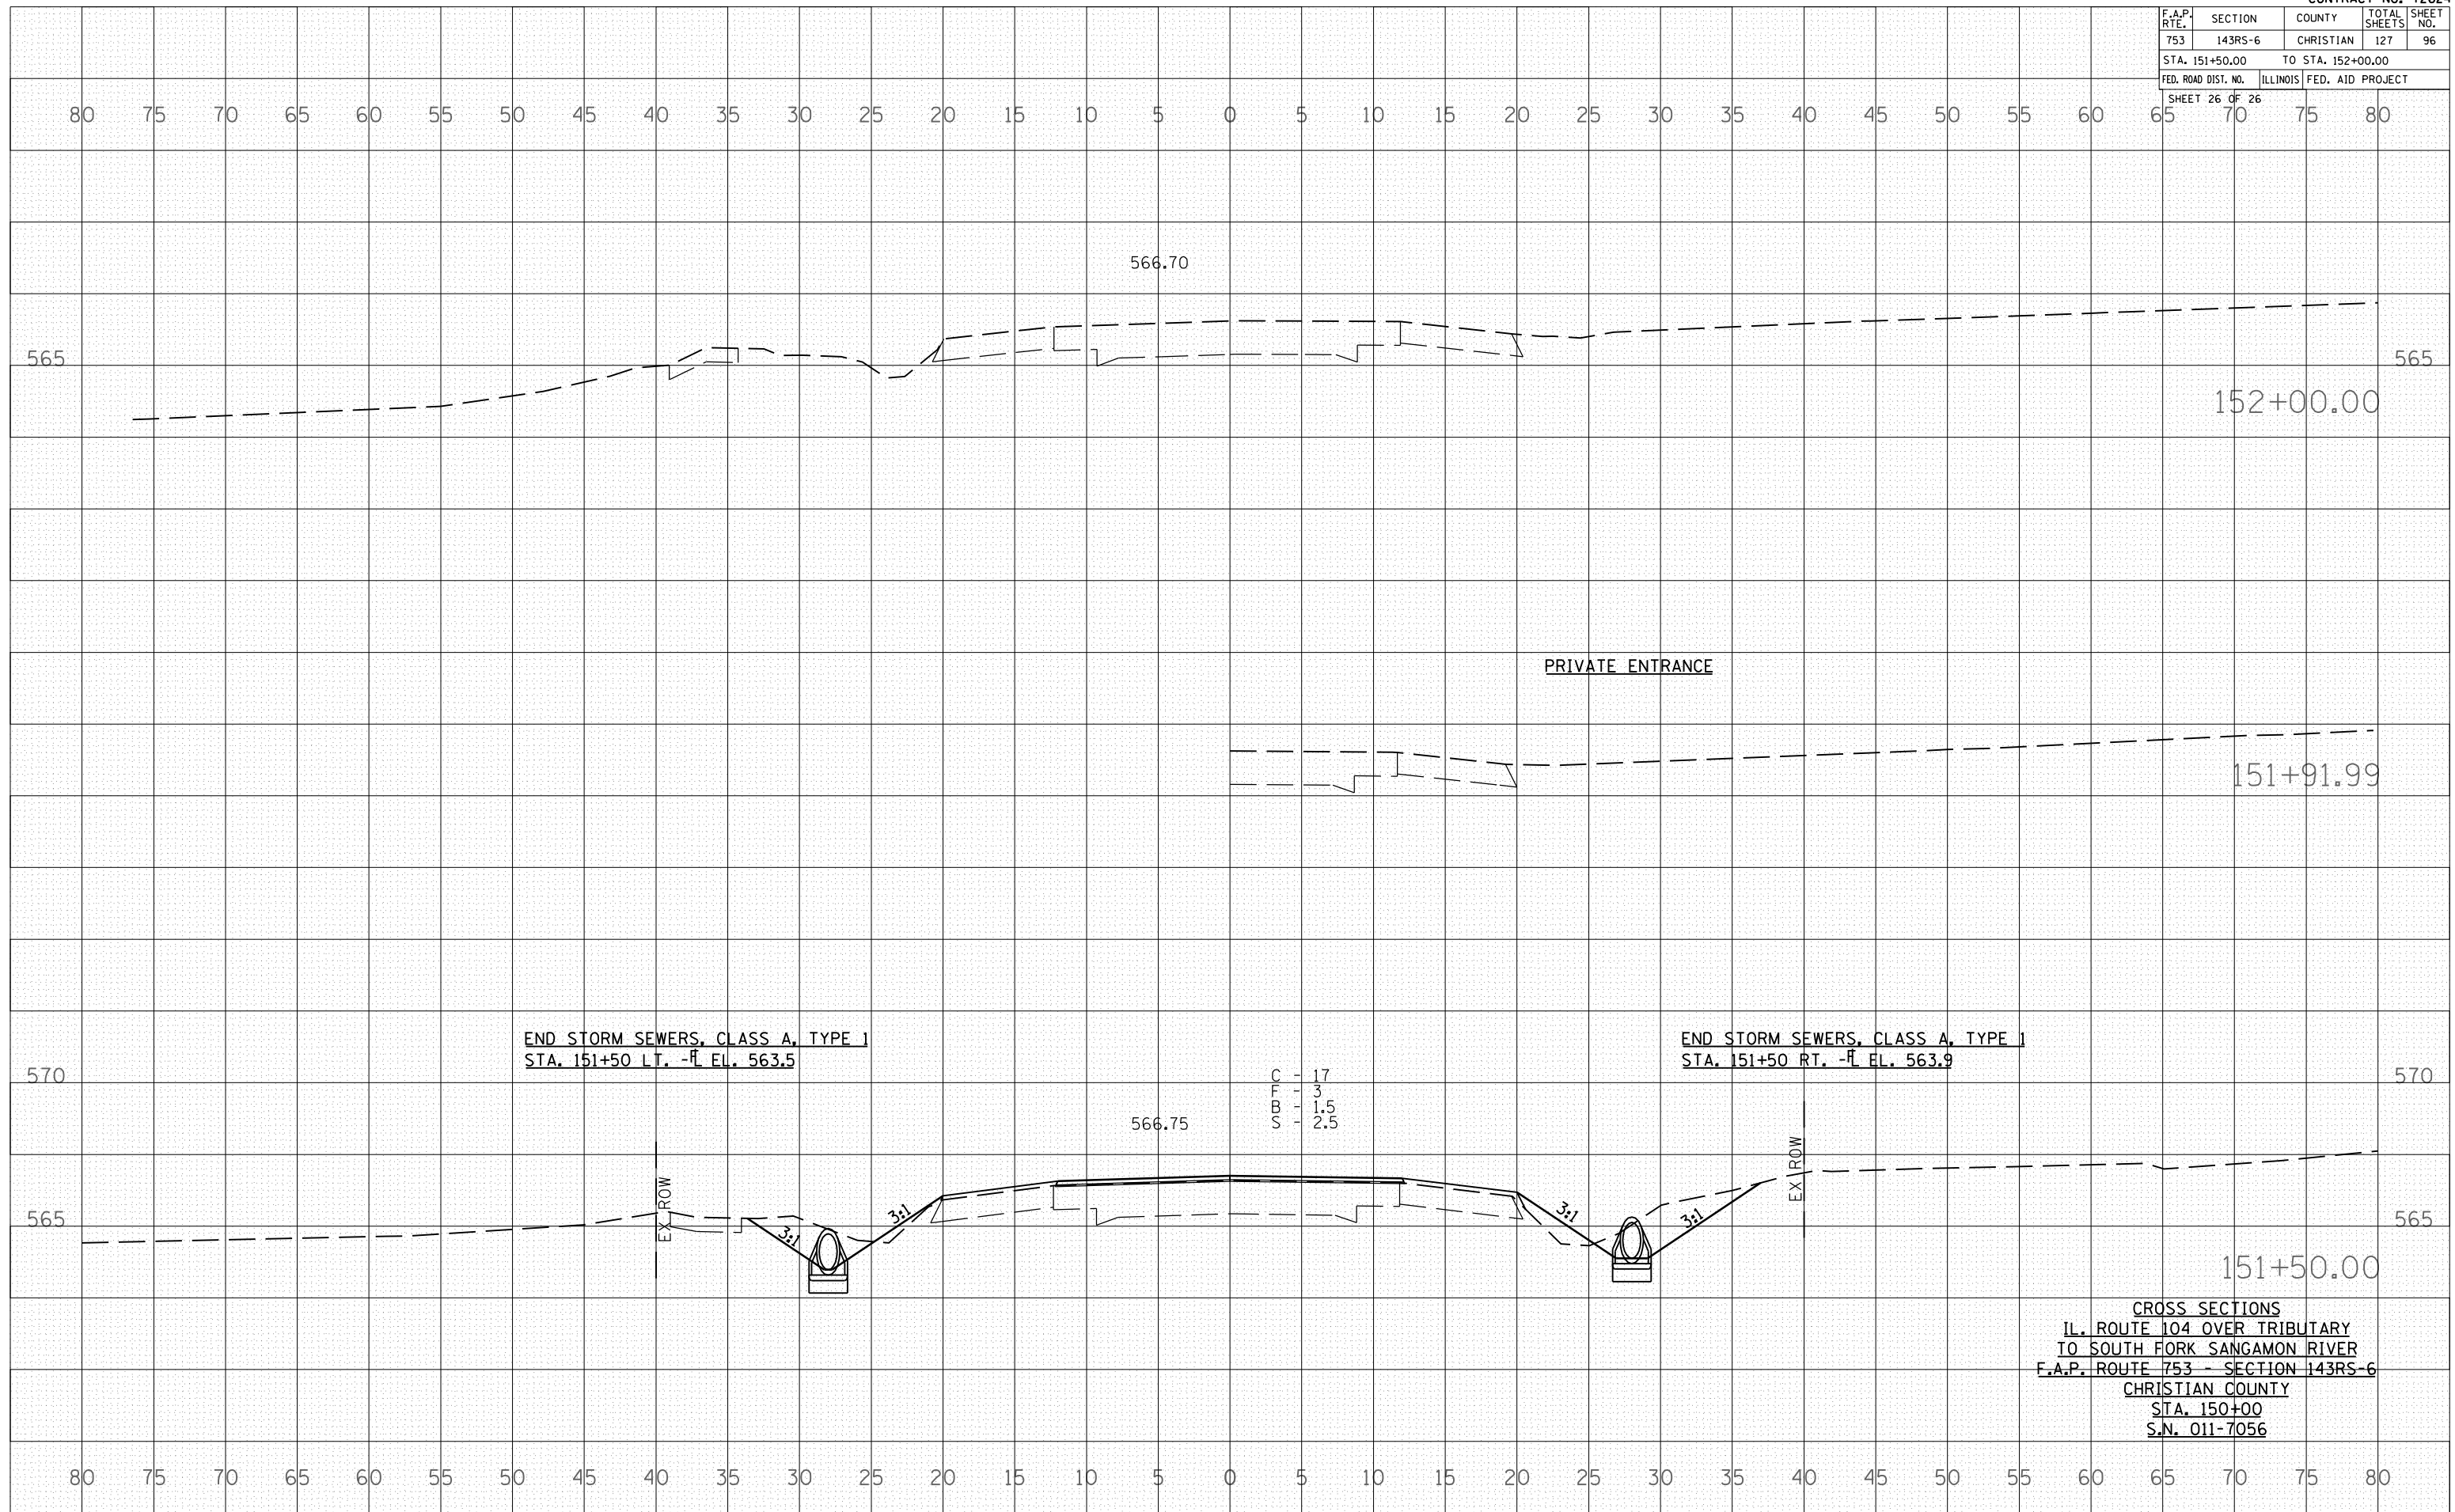 F.A.P. RTE. SECTION COUNTY TOTAL SHEETS SHEET NO.
753 143RS-6 CHRISTIAN 127 96
STA. 151+50.00 TO STA. 152+00.00
FED. ROAD DIST. NO. ILLINOIS FED. AID PROJECT
SHEET 26 OF 26
80 75 70 65 60 55 50 45 40 35 30 25 20 15 10 5 0 5 10 15 20 25 30 35 40 45 50 55 60 65 70 75 80
566.70
565 565
152+00.00
PRIVATE ENTRANCE
151+91.99
END STORM SEWERS, CLASS A, TYPE 1
STA. 151+50 LT. -FL EL. 563.5
END STORM SEWERS, CLASS A, TYPE 1
STA. 151+50 RT. -FL EL. 563.9
570 570
C - 17
F - 3
B - 1.5
S - 2.5
566.75
EX ROW
EX ROW
3:1
3:1
3:1
3:1
565 565
151+50.00
CROSS SECTIONS
IL. ROUTE 104 OVER TRIBUTARY
TO SOUTH FORK SANGAMON RIVER
F.A.P. ROUTE 753 - SECTION 143RS-6
CHRISTIAN COUNTY
STA. 150+00
S.N. 011-7056
80 75 70 65 60 55 50 45 40 35 30 25 20 15 10 5 0 5 10 15 20 25 30 35 40 45 50 55 60 65 70 75 80